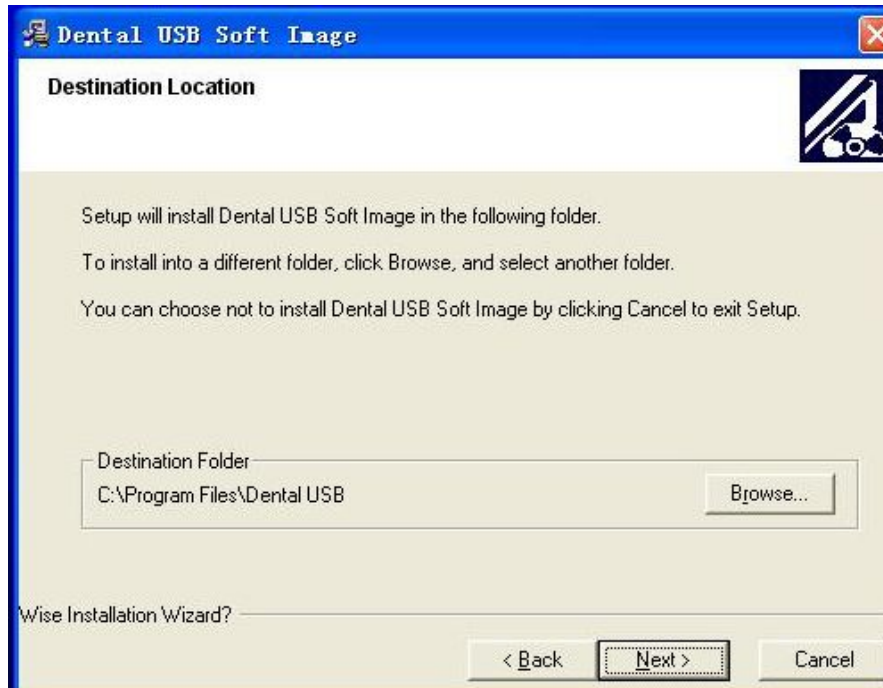 Dental USB Soft Image
Destination Location
Setup will install Dental USB Soft Image in the following folder.
To install into a different folder, click Browse, and select another folder.
You can choose not to install Dental USB Soft Image by clicking Cancel to exit Setup.
Destination Folder
C:\Program Files\Dental USB
Browse...
Wise Installation Wizard?
< Back
Next >
Cancel